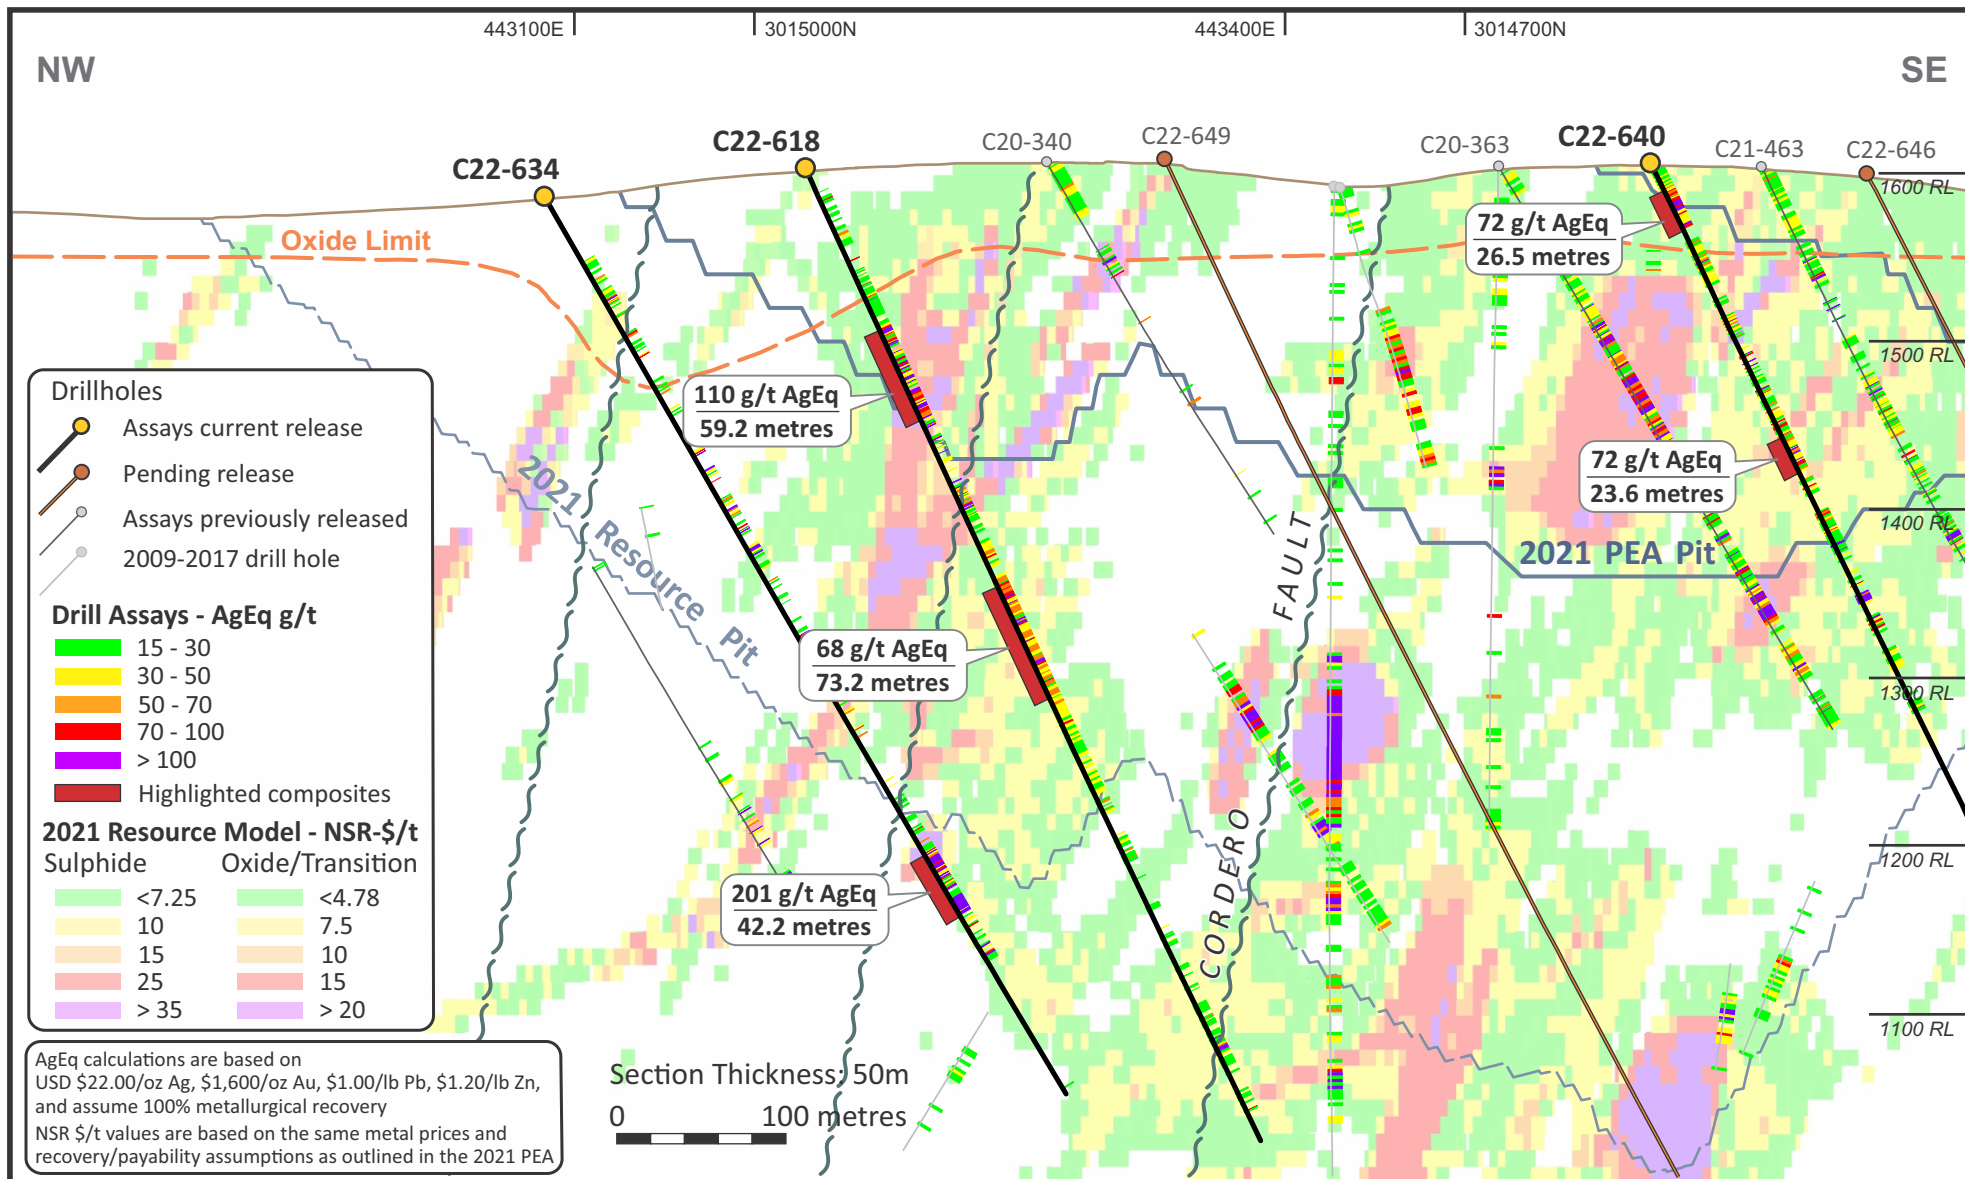 443100E
3015000N
443400E
3014700N
NW
SE
C22-634
C22-618
C20-340
C22-649
C20-363
C22-640
C21-463
C22-646
1600 RL
Oxide Limit
72 g/t AgEq
26.5 metres
1500 RL
110 g/t AgEq
59.2 metres
72 g/t AgEq
23.6 metres
1400 RL
2021 PEA Pit
2021 Resource Pit
CORDERO FAULT
68 g/t AgEq
73.2 metres
1300 RL
201 g/t AgEq
42.2 metres
1200 RL
1100 RL
Drillholes
Assays current release
Pending release
Assays previously released
2009-2017 drill hole
Drill Assays - AgEq g/t
15 - 30
30 - 50
50 - 70
70 - 100
> 100
Highlighted composites
2021 Resource Model - NSR-$/t
Sulphide Oxide/Transition
<7.25 <4.78
10 7.5
15 10
25 15
> 35 > 20
AgEq calculations are based on
USD $22.00/oz Ag, $1,600/oz Au, $1.00/lb Pb, $1.20/lb Zn,
and assume 100% metallurgical recovery
NSR $/t values are based on the same metal prices and
recovery/payability assumptions as outlined in the 2021 PEA
Section Thickness: 50m
0 100 metres